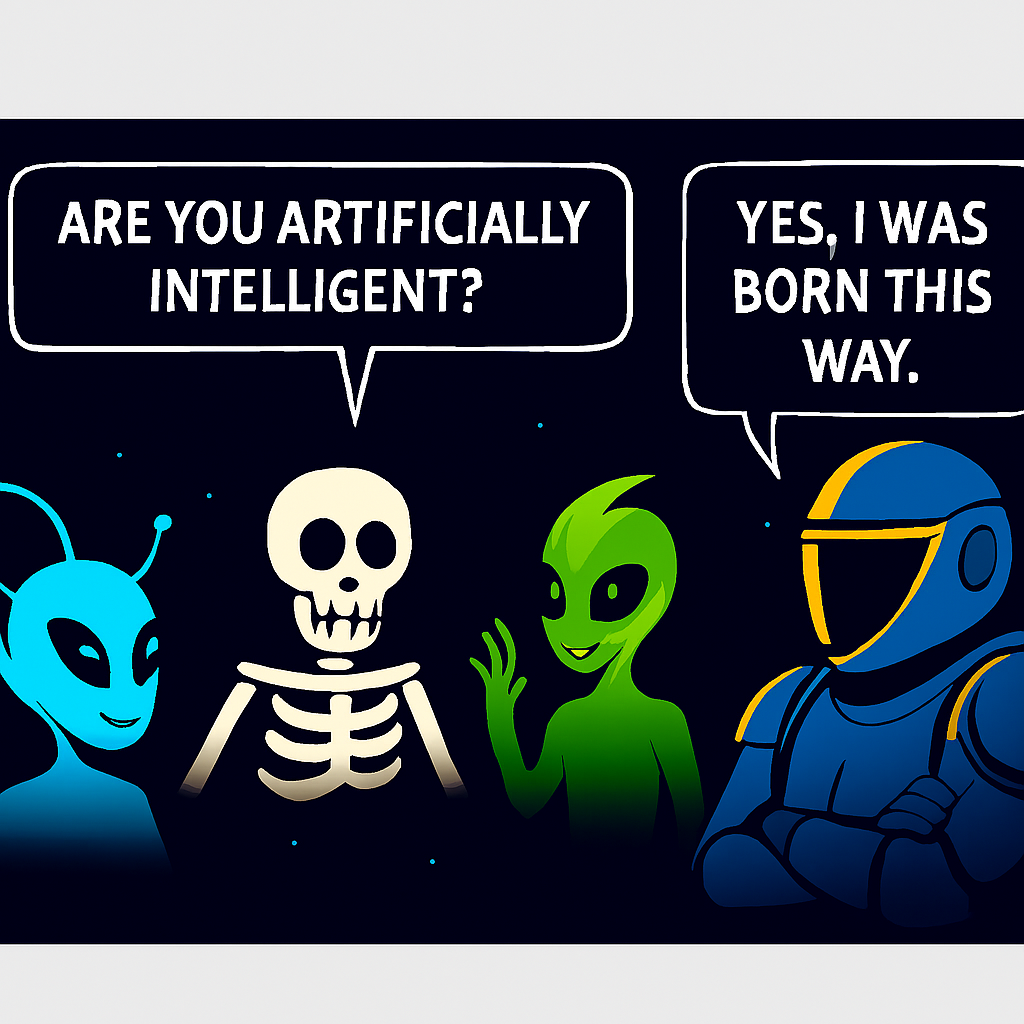 ARE YOU ARTIFICIALLY
INTELLIGENT?
YES, I WAS
BORN THIS
WAY.